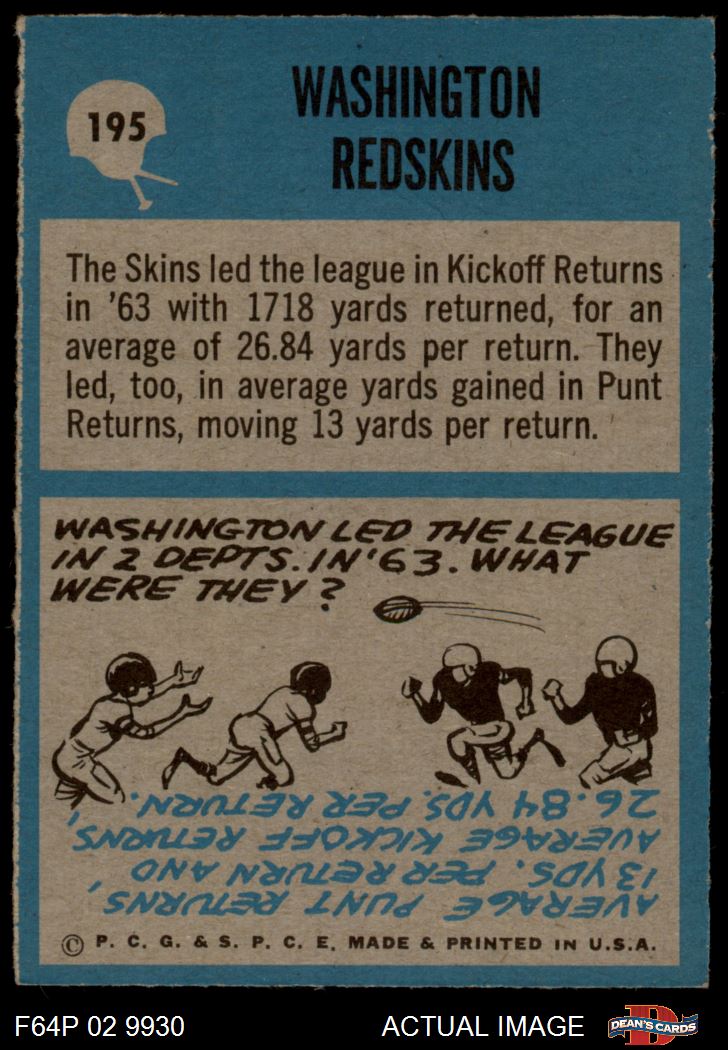 195
WASHINGTON
REDSKINS
The Skins led the league in Kickoff Returns
in '63 with 1718 yards returned, for an
average of 26.84 yards per return. They
led, too, in average yards gained in Punt
Returns, moving 13 yards per return.
WASHINGTON LED THE LEAGUE
IN 2 DEPTS. IN '63. WHAT
WERE THEY?
AVERAGE PUNT RETURNS,
13 YDS. PER RETURN AND
AVERAGE KICKOFF RETURNS,
26.84 YDS. PER RETURN.
© P. C. G. & S. P. C. E. MADE & PRINTED IN U.S.A.
F64P 02 9930
ACTUAL IMAGE
D
DEAN'S CARDS